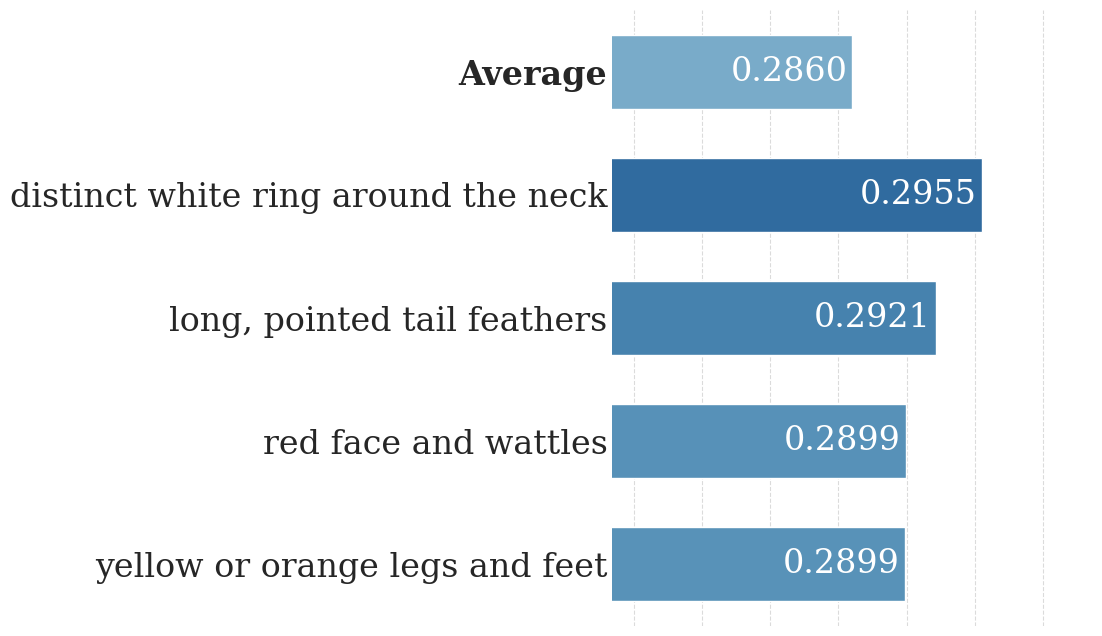 Average 0.2860
distinct white ring around the neck 0.2955
long, pointed tail feathers 0.2921
red face and wattles 0.2899
yellow or orange legs and feet 0.2899